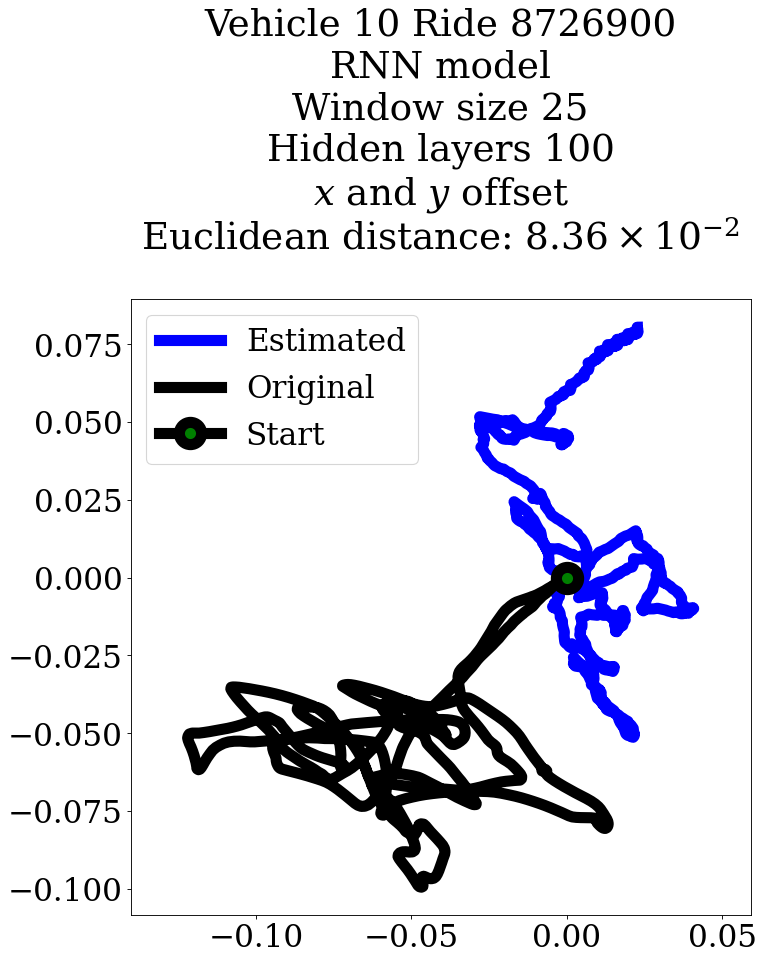 Vehicle 10 Ride 8726900
RNN model
Window size 25
Hidden layers 100
x and y offset
Euclidean distance: 8.36 × 10⁻²
Estimated
Original
Start
0.075
0.050
0.025
0.000
−0.025
−0.050
−0.075
−0.100
−0.10 −0.05 0.00 0.05